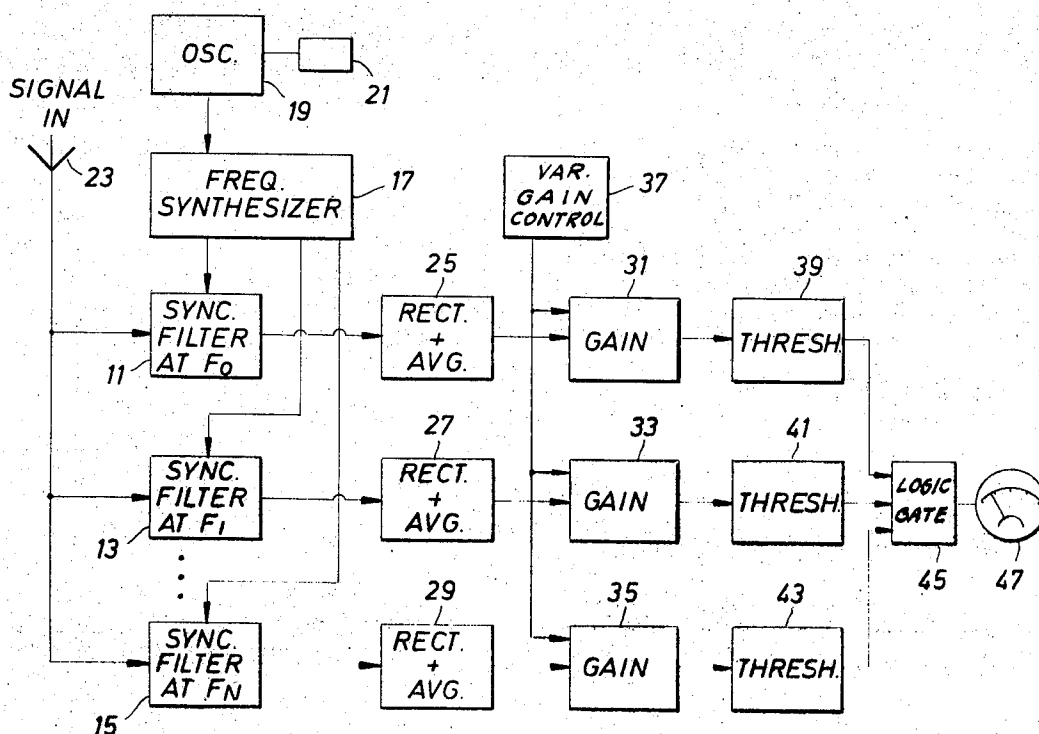 OSC.
21
19
SIGNAL
IN
23
FREQ.
SYNTHESIZER
17
VAR.
GAIN
CONTROL
37
SYNC.
FILTER
AT F0
11
25
RECT.
+
AVG.
31
GAIN
39
THRESH.
SYNC.
FILTER
AT F1
13
27
RECT.
+
AVG.
33
GAIN
41
THRESH.
LOGIC
GATE
45
47
SYNC.
FILTER
AT FN
15
29
RECT.
+
AVG.
35
GAIN
43
THRESH.